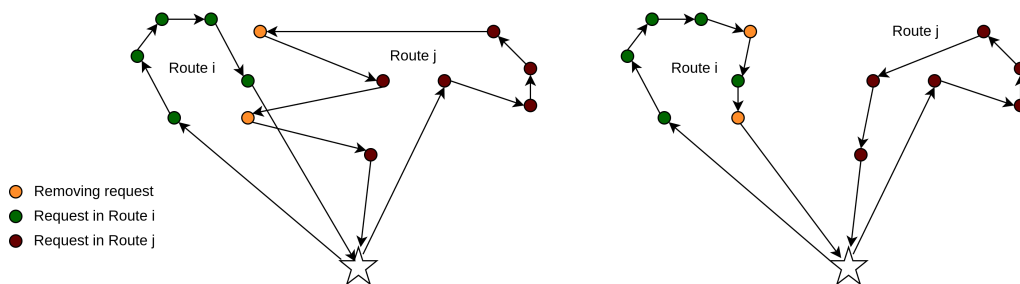 Route i
Route j
Removing request
Request in Route i
Request in Route j
Route i
Route j